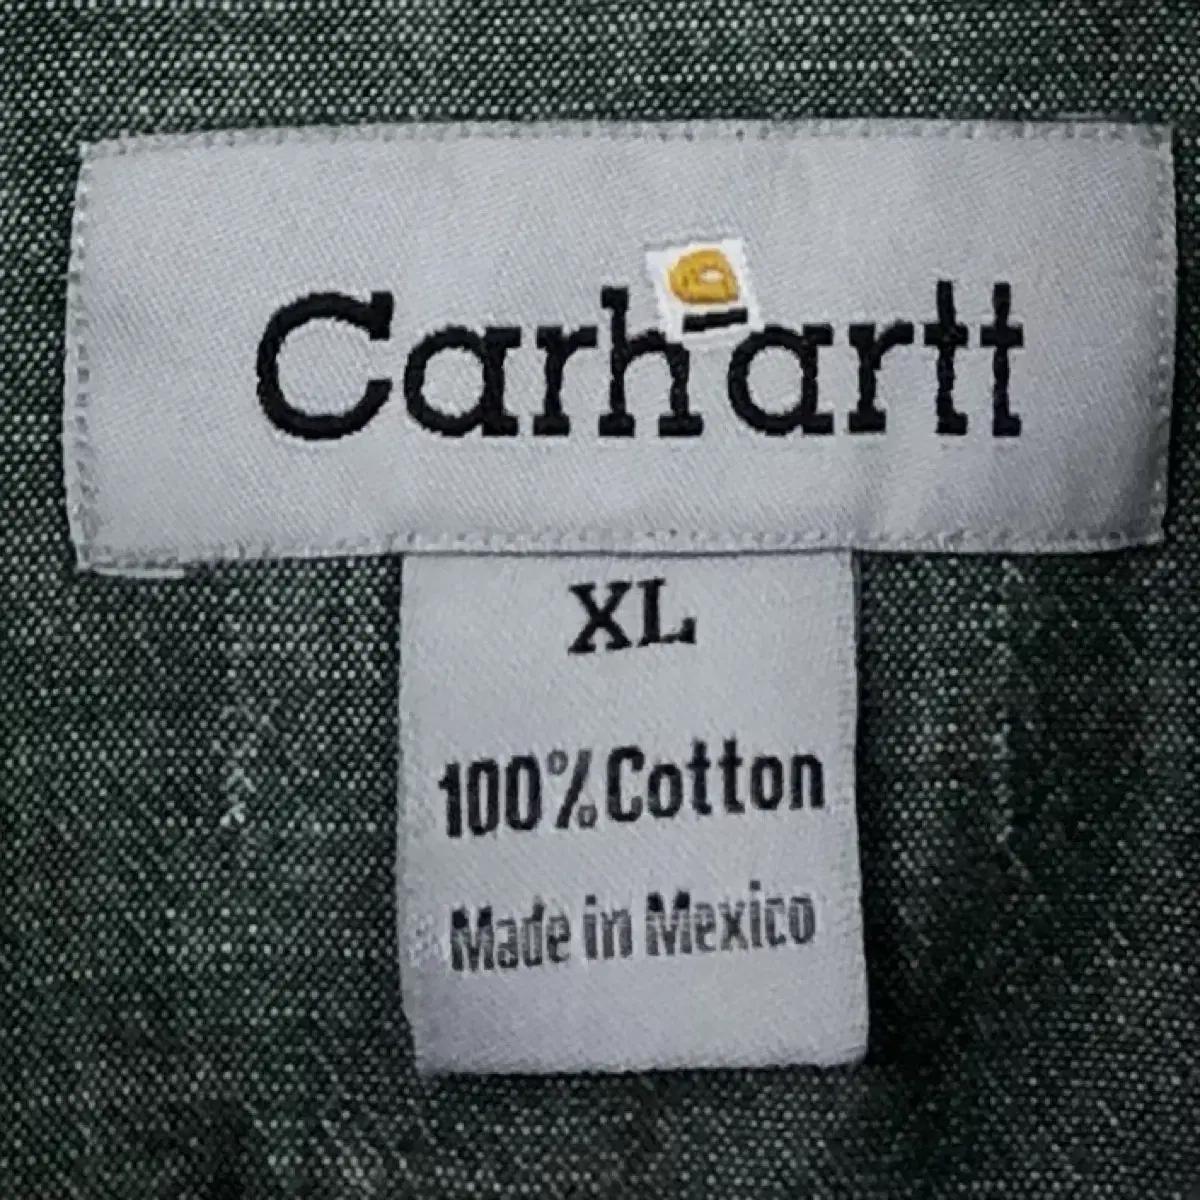 Carhartt
XL
100% Cotton
Made in Mexico